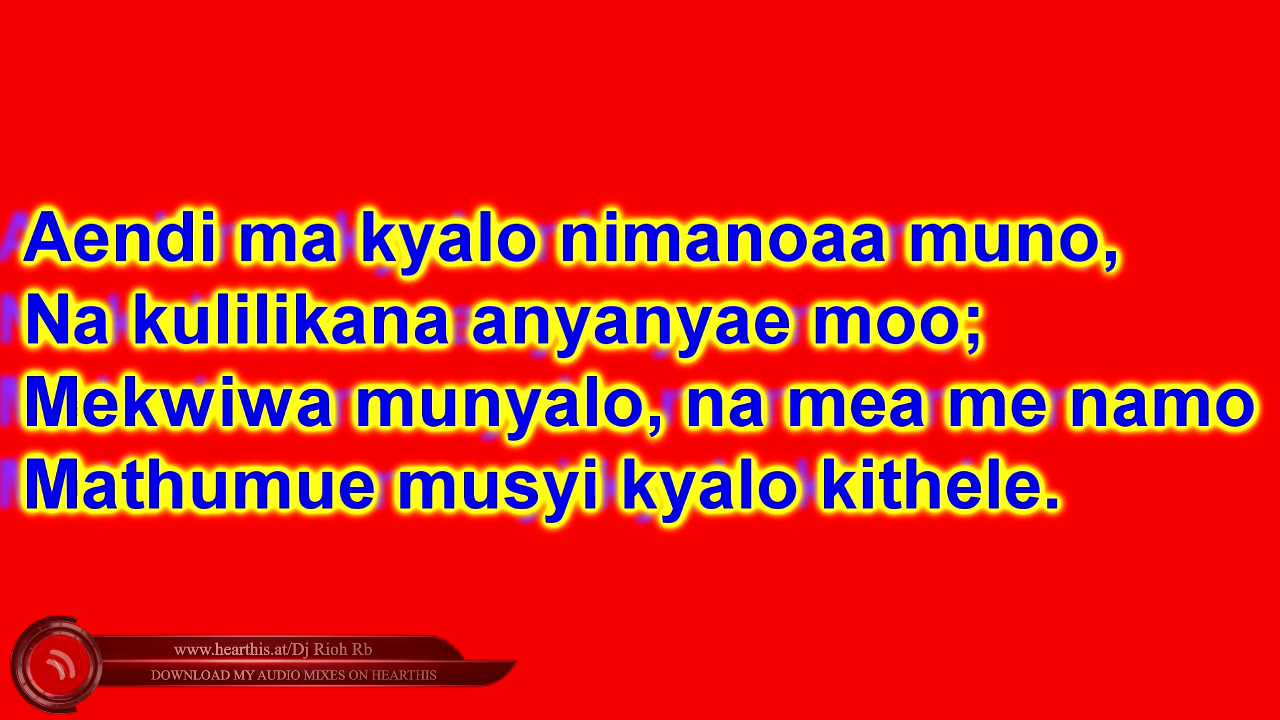 Aendi ma kyalo nimanoaa muno,
Na kulilikana anyanyae moo;
Mekwiwa munyalo, na mea me namo
Mathumue musyi kyalo kithele.
www.hearthis.at/Dj Rioh Rb
DOWNLOAD MY AUDIO MIXES ON HEARTHIS